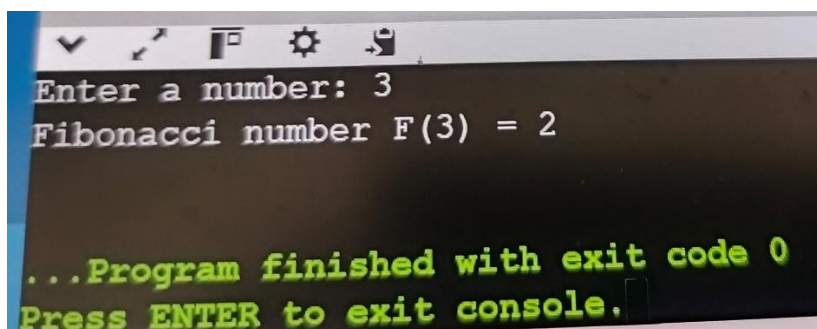 Enter a number: 3
Fibonacci number F(3) = 2
...Program finished with exit code 0
Press ENTER to exit console.